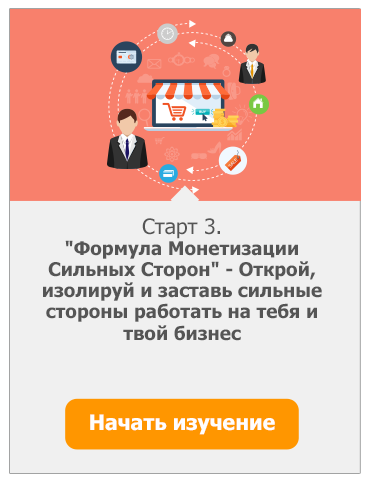 Старт 3.
"Формула Монетизации
Сильных Сторон" - Открой,
изолируй и заставь сильные
стороны работать на тебя и
твой бизнес
Начать изучение